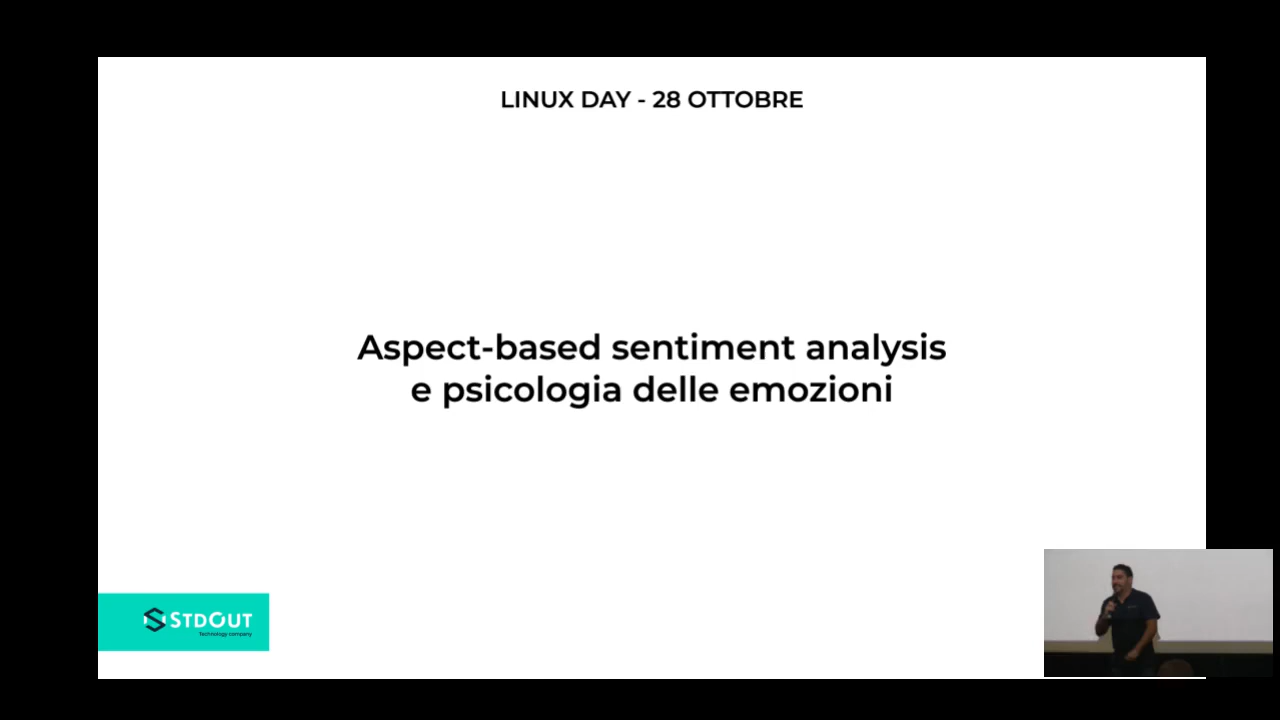 LINUX DAY - 28 OTTOBRE
Aspect-based sentiment analysis
e psicologia delle emozioni
STDOUT
Technology company